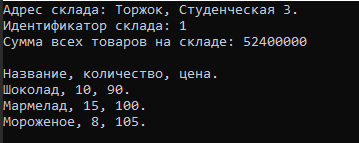 Адрес склада: Торжок, Студенческая 3.
Идентификатор склада: 1
Сумма всех товаров на складе: 52400000
Название, количество, цена.
Шоколад, 10, 90.
Мармелад, 15, 100.
Мороженое, 8, 105.